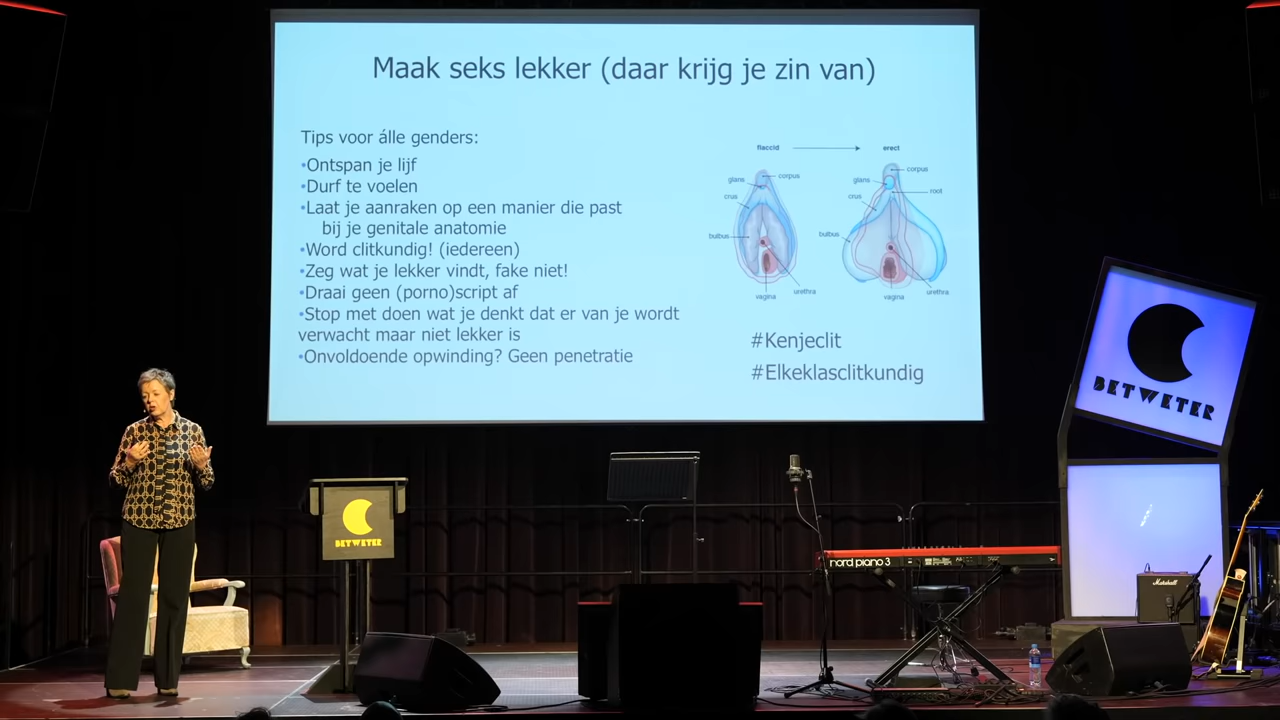 Maak seks lekker (daar krijg je zin van)
Tips voor álle genders:
•Ontspan je lijf
•Durf te voelen
•Laat je aanraken op een manier die past
bij je genitale anatomie
•Word clitkundig! (iedereen)
•Zeg wat je lekker vindt, fake niet!
•Draai geen (porno)script af
•Stop met doen wat je denkt dat er van je wordt
verwacht maar niet lekker is
•Onvoldoende opwinding? Geen penetratie
flaccid
erect
glans
corpus
crus
bulbus
vagina
urethra
glans
corpus
root
crus
bulbus
vagina
urethra
#Kenjeclit
#Elkeklasclitkundig
BETWETER
BETWETER
nord piano 3
Marshall